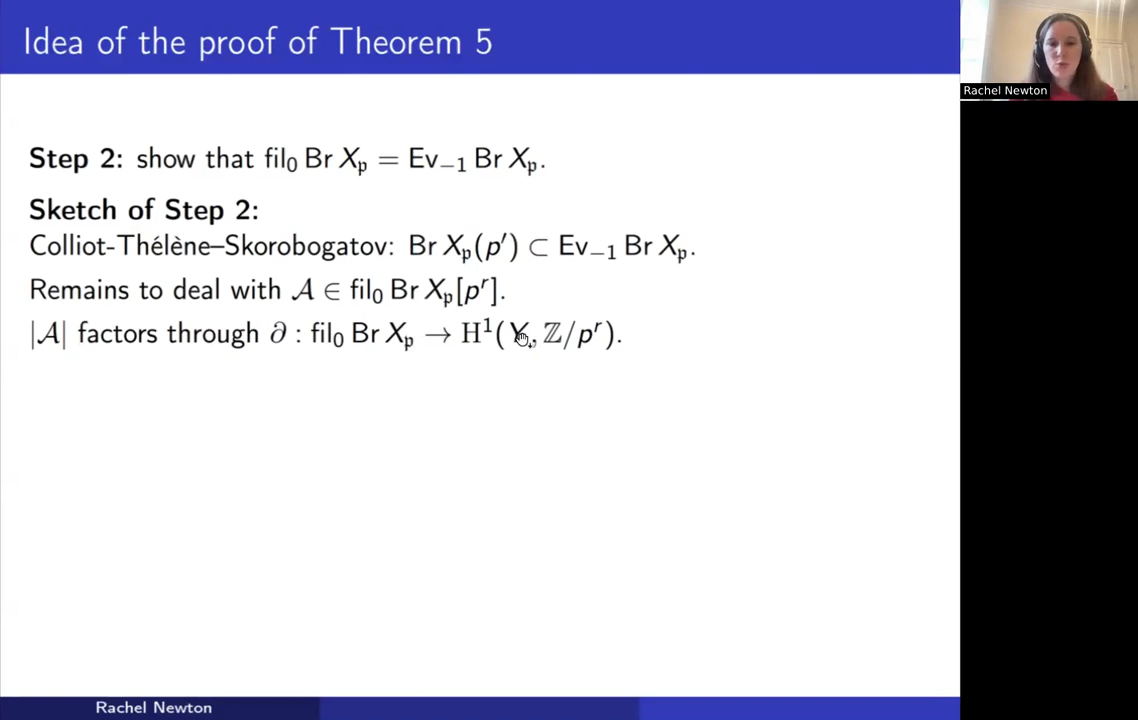 Idea of the proof of Theorem 5
Rachel Newton
Step 2: show that fil₀ Br X_𝔭 = Ev₋₁ Br X_𝔭.
Sketch of Step 2:
Colliot-Thélène–Skorobogatov: Br X_𝔭(p′) ⊂ Ev₋₁ Br X_𝔭.
Remains to deal with 𝒜 ∈ fil₀ Br X_𝔭[pʳ].
|𝒜| factors through ∂ : fil₀ Br X_𝔭 → H¹(Y, ℤ/pʳ).
Rachel Newton